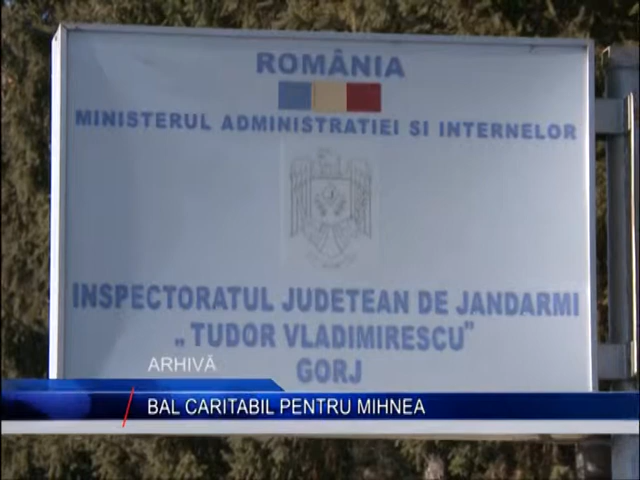 ROMÂNIA
MINISTERUL ADMINISTRATIEI SI INTERNELOR
INSPECTORATUL JUDETEAN DE JANDARMI
„TUDOR VLADIMIRESCU”
GORJ
ARHIVĂ
BAL CARITABIL PENTRU MIHNEA